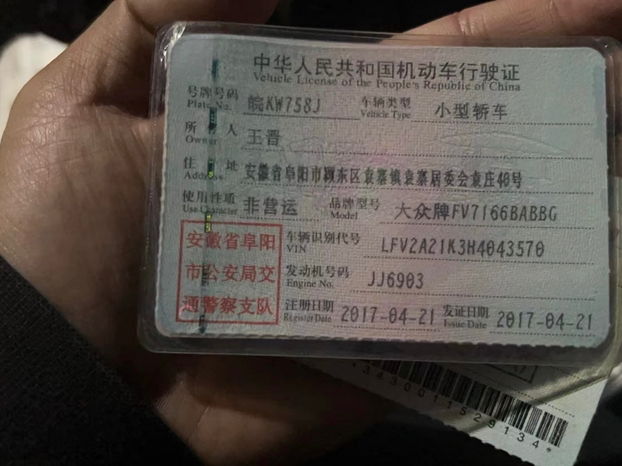 中华人民共和国机动车行驶证
Vehicle License of the People's Republic of China
号牌号码 皖KW758J 车辆类型 小型轿车
Plate No. Vehicle Type
所有人 王晋
Owner
住址 安徽省阜阳市颍东区袁寨镇袁寨居委会袁庄40号
Address
使用性质 非营运 品牌型号 大众牌FV7166BABBG
Use Character Model
安徽省阜阳
市公安局交
通警察支队
车辆识别代号 LFV2A21K3H4043570
VIN
发动机号码 JJ6903
Engine No.
注册日期 2017-04-21 发证日期 2017-04-21
Register Date Issue Date